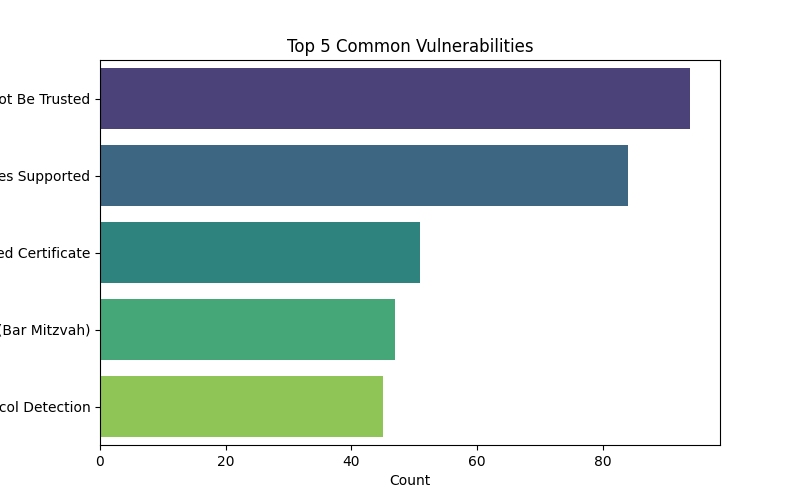 Top 5 Common Vulnerabilities
ot Be Trusted
es Supported
ed Certificate
(Bar Mitzvah)
col Detection
0 20 40 60 80
Count